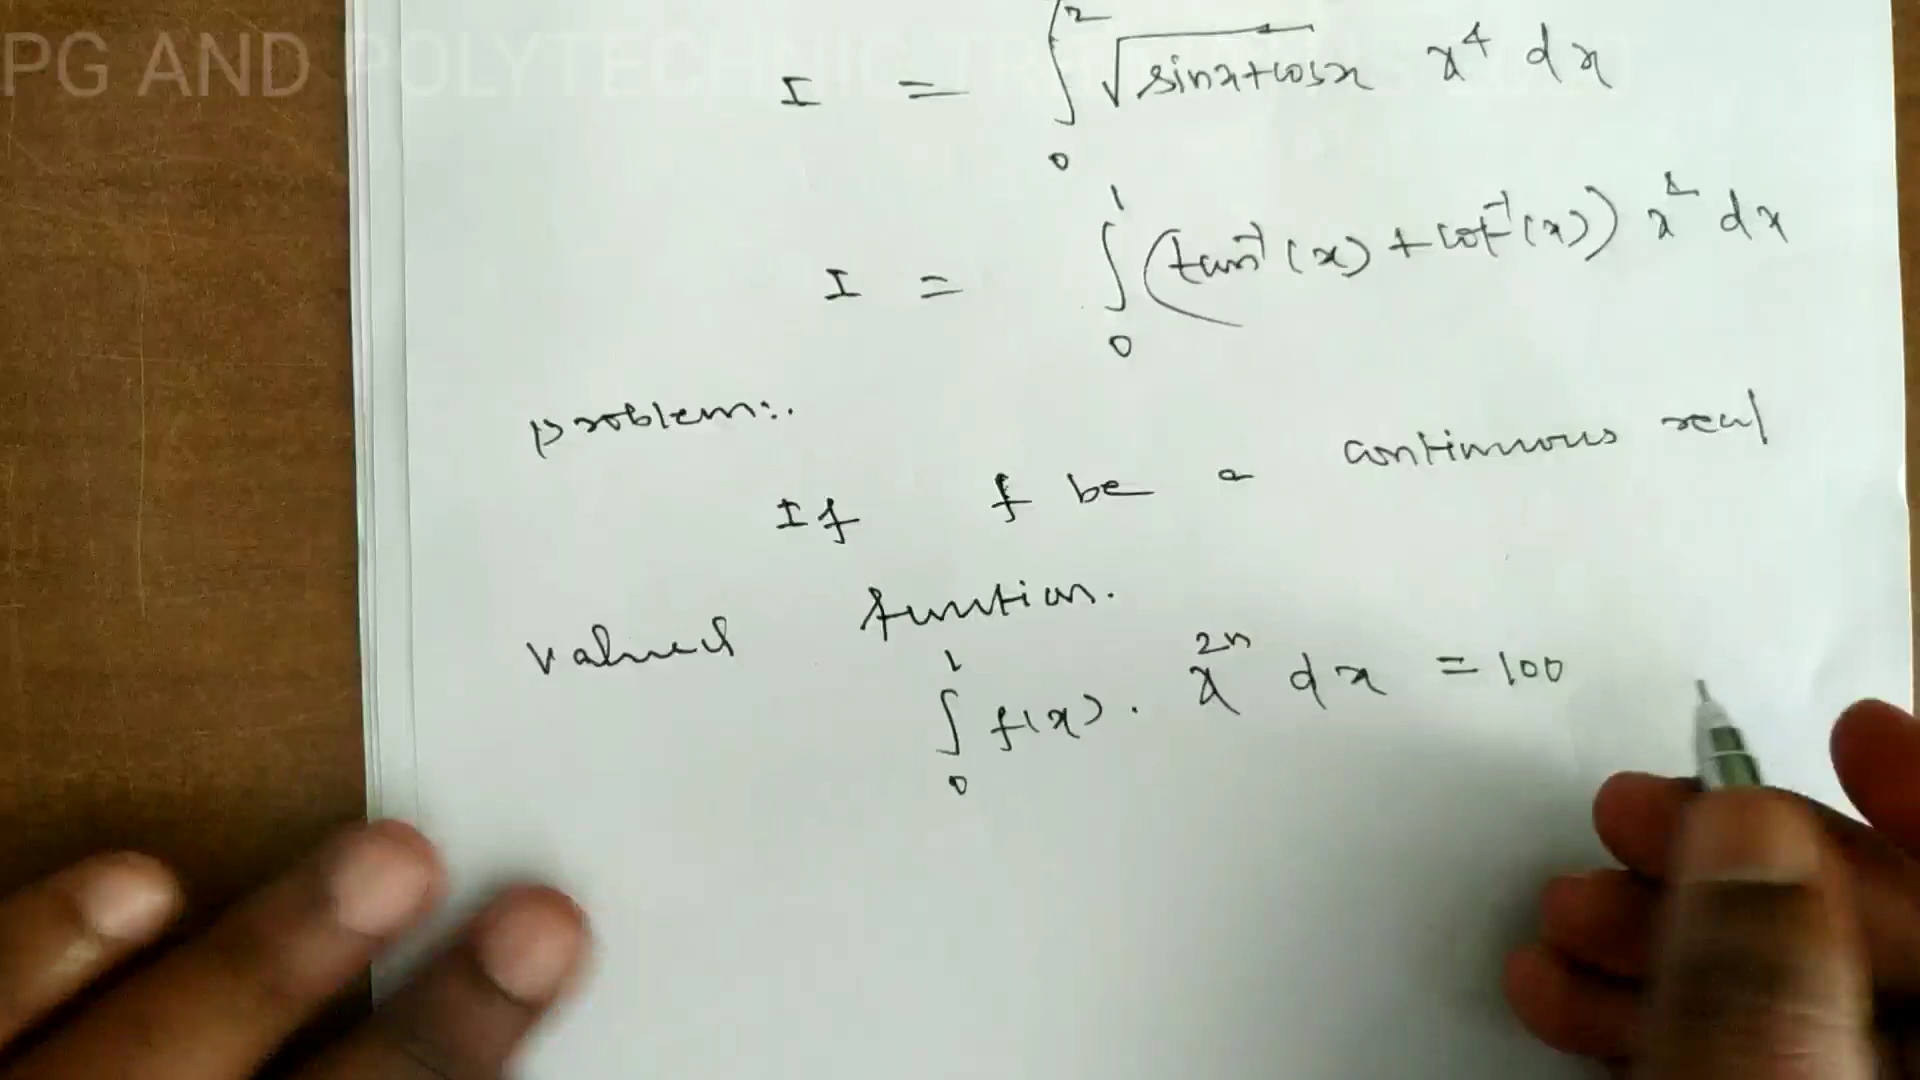 PG AND POLYTECHNIC TR
I = ∫₀² √(sinx+cosx) x⁴ dx
I = ∫₀¹ (tan⁻¹(x) + cot⁻¹(x)) x² dx
problem:.
If f be a continuous real
valued function.
∫₀¹ f(x). x²ⁿ dx = 100